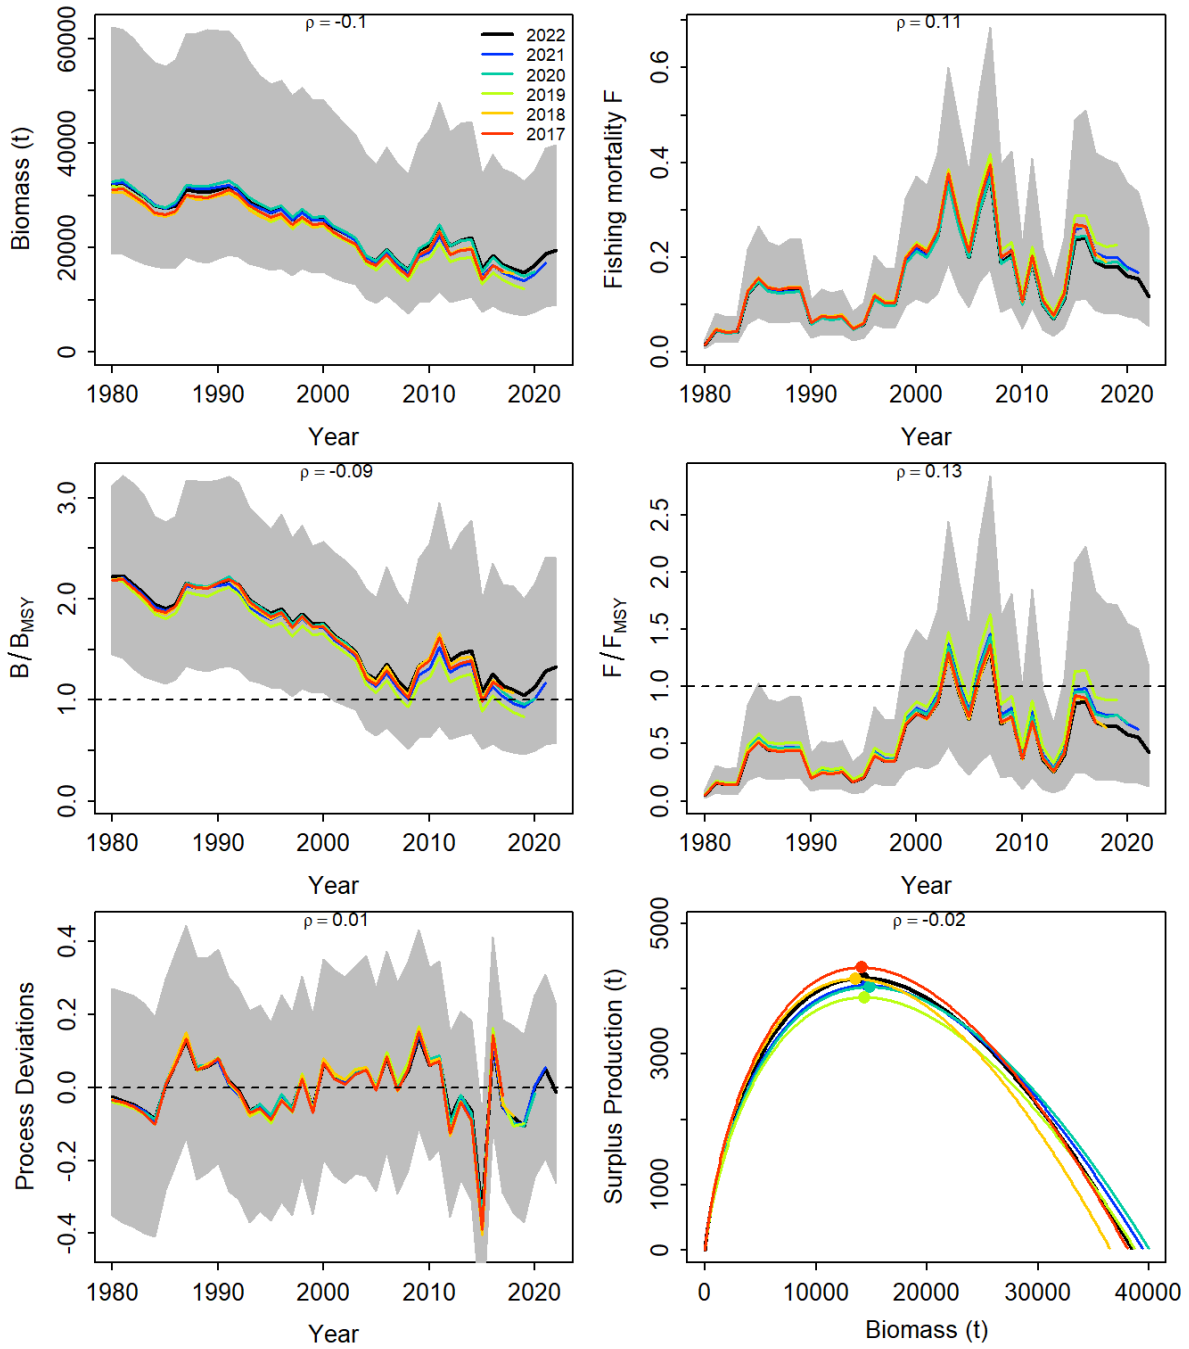 ρ = -0.1
Biomass (t)
60000
40000
20000
0
2022
2021
2020
2019
2018
2017
1980 1990 2000 2010 2020
Year
ρ = 0.11
Fishing mortality F
0.6
0.4
0.2
0.0
1980 1990 2000 2010 2020
Year
ρ = -0.09
B / BMSY
3.0
2.0
1.0
0.0
1980 1990 2000 2010 2020
Year
ρ = 0.13
F / FMSY
2.5
2.0
1.5
1.0
0.5
0.0
1980 1990 2000 2010 2020
Year
ρ = 0.01
Process Deviations
0.4
0.2
0.0
-0.2
-0.4
1980 1990 2000 2010 2020
Year
ρ = -0.02
Surplus Production (t)
5000
3000
1000
0
0 10000 20000 30000 40000
Biomass (t)